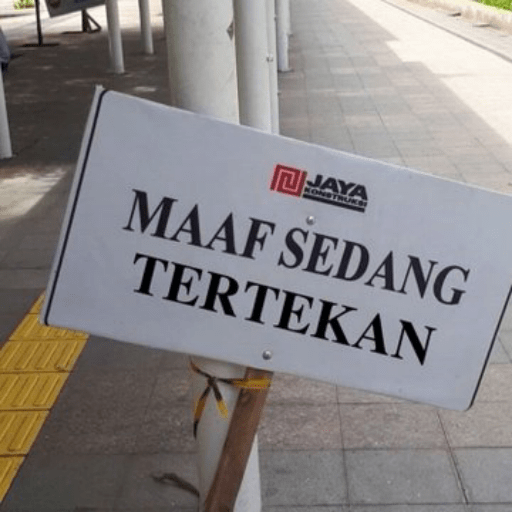 JAYA
KONSTRUKSI
MAAF SEDANG
TERTEKAN